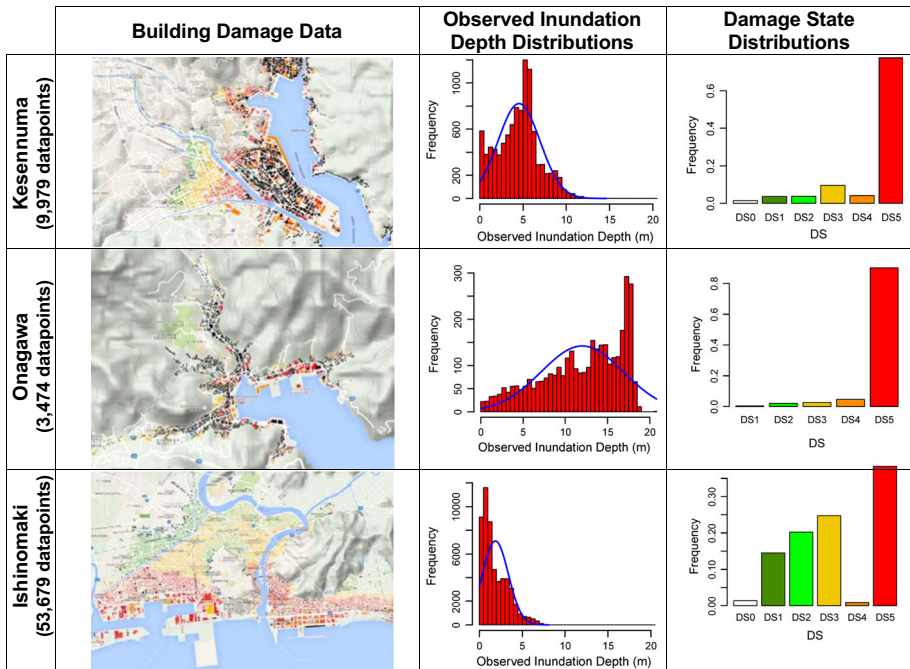 Building Damage Data
Observed Inundation
Depth Distributions
Damage State
Distributions
Kesennuma
(9,979 datapoints)
Frequency
0
200
600
1000
0
5
10
15
20
Observed Inundation Depth (m)
0.0
0.2
0.4
0.6
DS0
DS1
DS2
DS3
DS4
DS5
DS
Onagawa
(3,474 datapoints)
Frequency
0
50
100
200
300
0
5
10
15
20
Observed Inundation Depth (m)
0.0
0.2
0.4
0.6
0.8
DS1
DS2
DS3
DS4
DS5
DS
Ishinomaki
(53,679 datapoints)
Frequency
0
2000
6000
10000
0
5
10
15
20
Observed Inundation Depth (m)
Frequency
0.00
0.10
0.20
0.30
DS0
DS1
DS2
DS3
DS4
DS5
DS